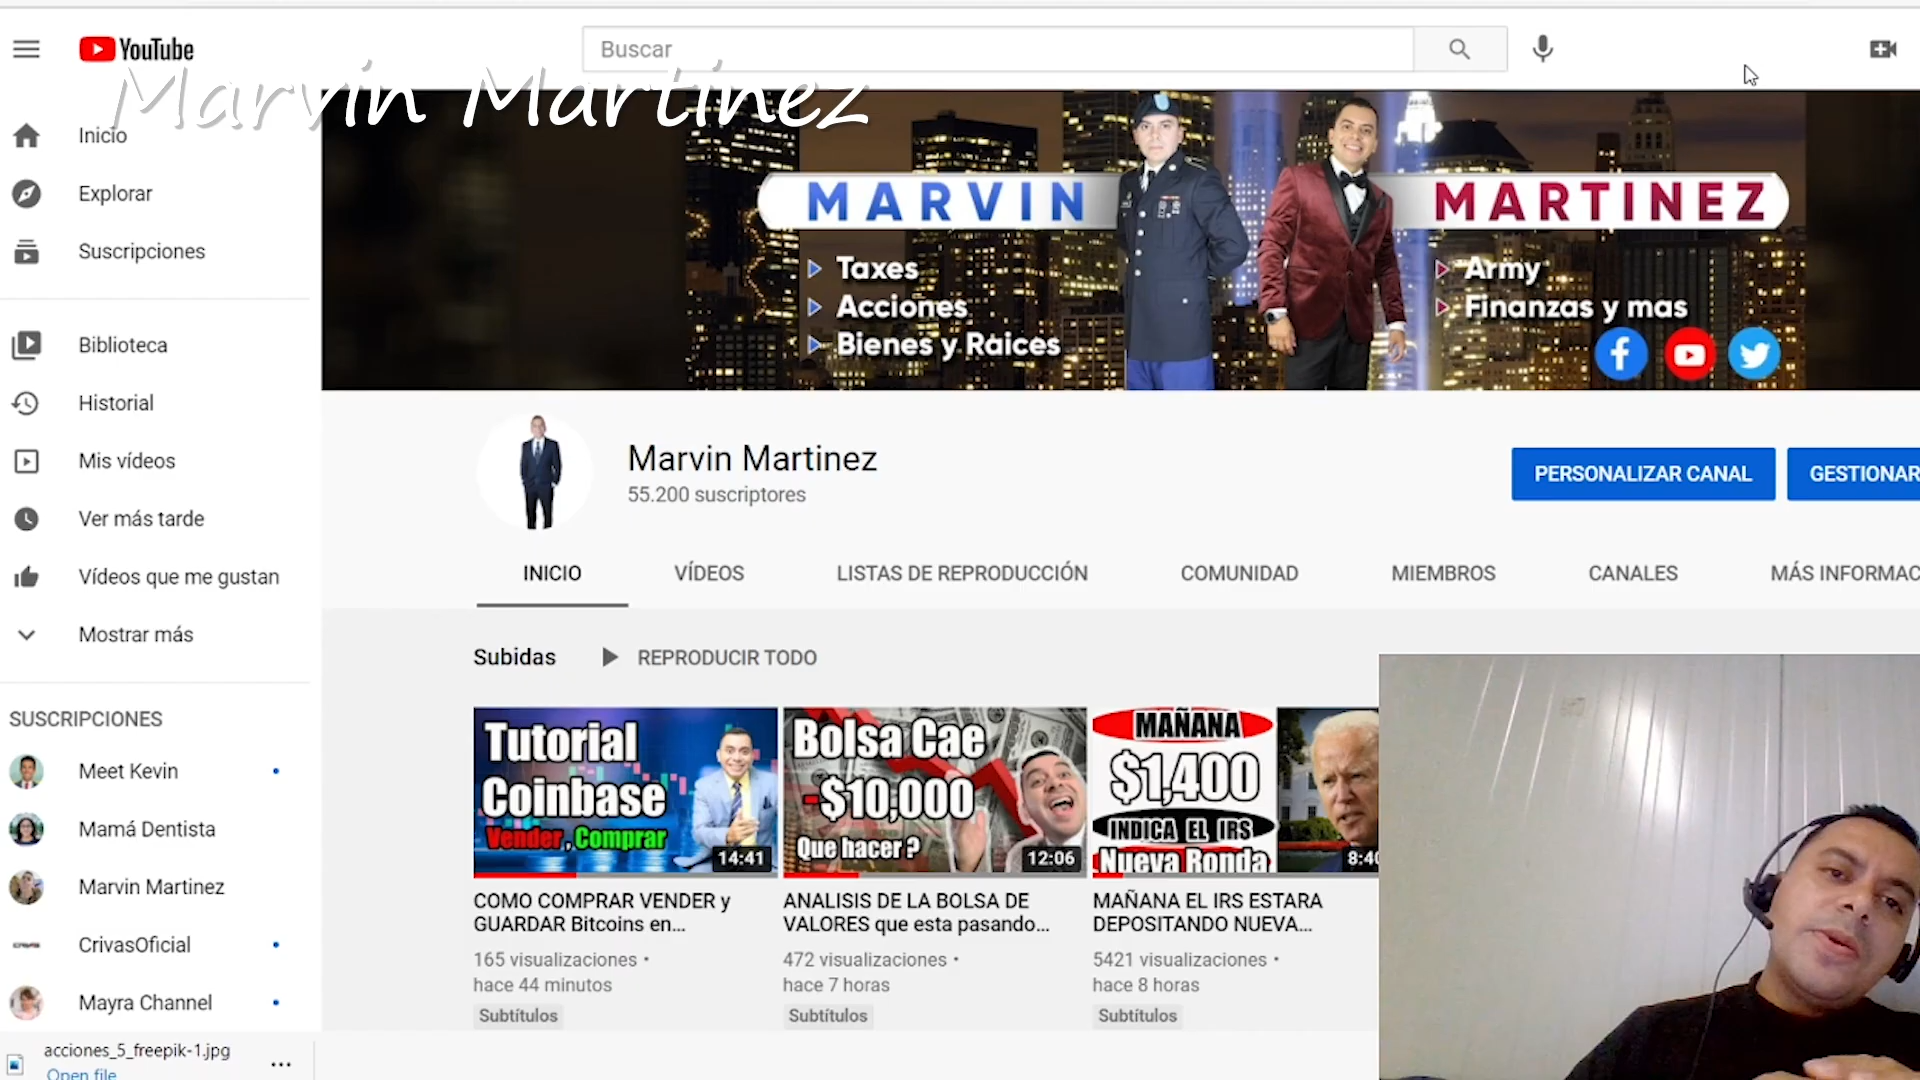 YouTube
Buscar
Marvin Martinez
Inicio
Explorar
Suscripciones
Biblioteca
Historial
Mis vídeos
Ver más tarde
Vídeos que me gustan
Mostrar más
SUSCRIPCIONES
Meet Kevin
Mamá Dentista
Marvin Martinez
CrivasOficial
Mayra Channel
acciones_5_freepik-1.jpg
...
Open file
MARVIN MARTINEZ
Taxes
Acciones
Bienes y Raices
Army
Finanzas y mas
Marvin Martinez
55.200 suscriptores
PERSONALIZAR CANAL
GESTIONAR
INICIO VÍDEOS LISTAS DE REPRODUCCIÓN COMUNIDAD MIEMBROS CANALES MÁS INFORMAC
Subidas REPRODUCIR TODO
Tutorial
Coinbase
Vender, Comprar
14:41
COMO COMPRAR VENDER y
GUARDAR Bitcoins en...
165 visualizaciones •
hace 44 minutos
Subtítulos
Bolsa Cae
-$10,000
Que hacer?
12:06
ANALISIS DE LA BOLSA DE
VALORES que esta pasando...
472 visualizaciones •
hace 7 horas
Subtítulos
MAÑANA
$1,400
INDICA EL IRS
Nueva Ronda
8:40
MAÑANA EL IRS ESTARA
DEPOSITANDO NUEVA...
5421 visualizaciones •
hace 8 horas
Subtítulos